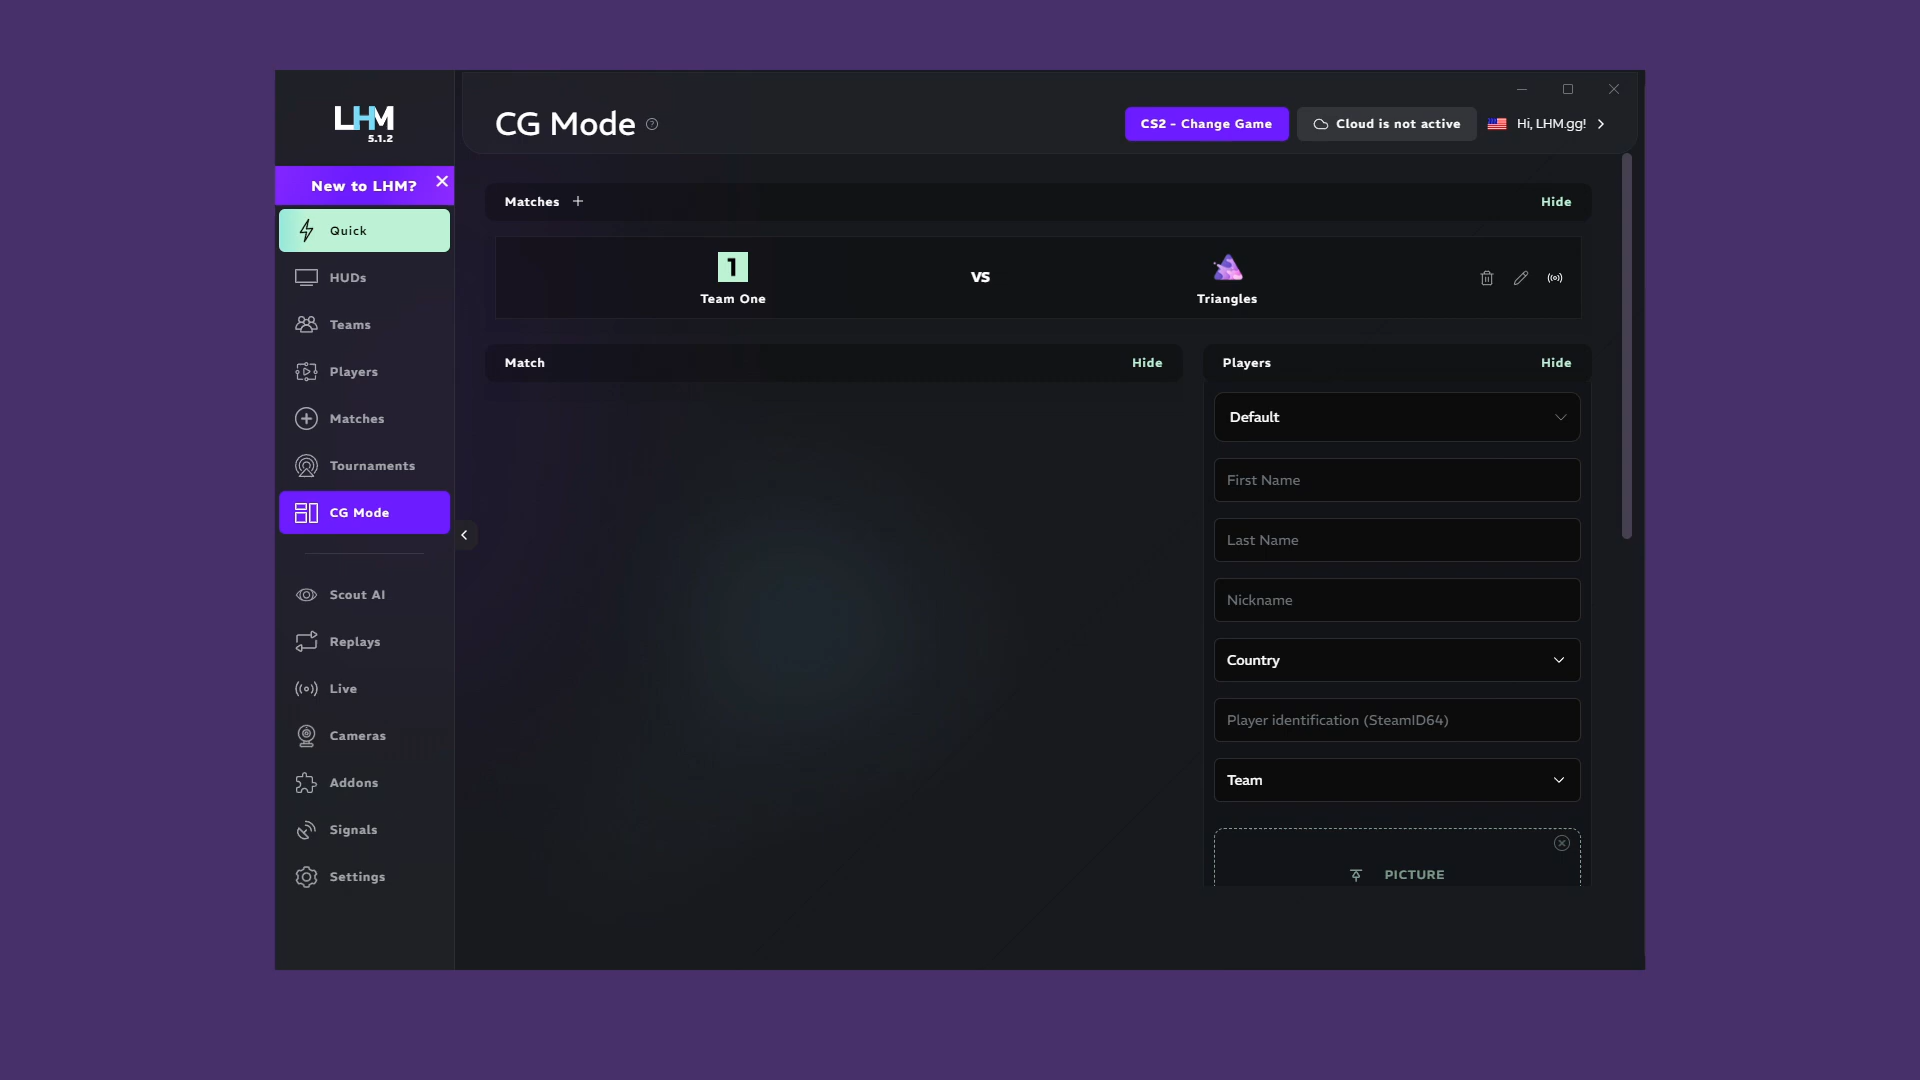 LHM
5.1.2
New to LHM?
Quick
HUDs
Teams
Players
Matches
Tournaments
CG Mode
Scout AI
Replays
Live
Cameras
Addons
Signals
Settings
CG Mode
CS2 - Change Game
Cloud is not active
Hi, LHM.gg!
Matches
Hide
1
Team One
VS
Triangles
Match
Hide
Players
Hide
Default
First Name
Last Name
Nickname
Country
Player identification (SteamID64)
Team
PICTURE